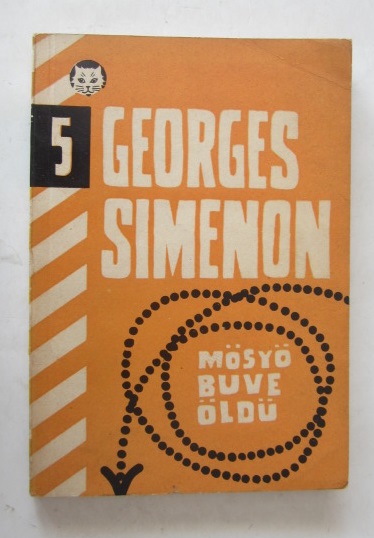 5
GEORGES
SIMENON
MÖSYÖ
BUVE
ÖLDÜ